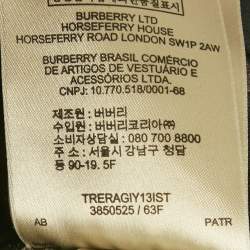 BURBERRY LTD
HORSEFERRY HOUSE
HORSEFERRY ROAD LONDON SW1P 2AW
BURBERRY BRASIL COMÉRCIO
DE ARTIGOS DE VESTUÁRIO E
ACESSÓRIOS LTDA.
CNPJ: 10.770.518/0001-68
제조원 : 버버리
수입원 : 버버리코리아(주)
소비자상담실 : 080 700 8800
주소 : 서울시 강남구 청담
동 90-19. 5F
TRERAGIY13IST
3850525 / 63F
AB PATR